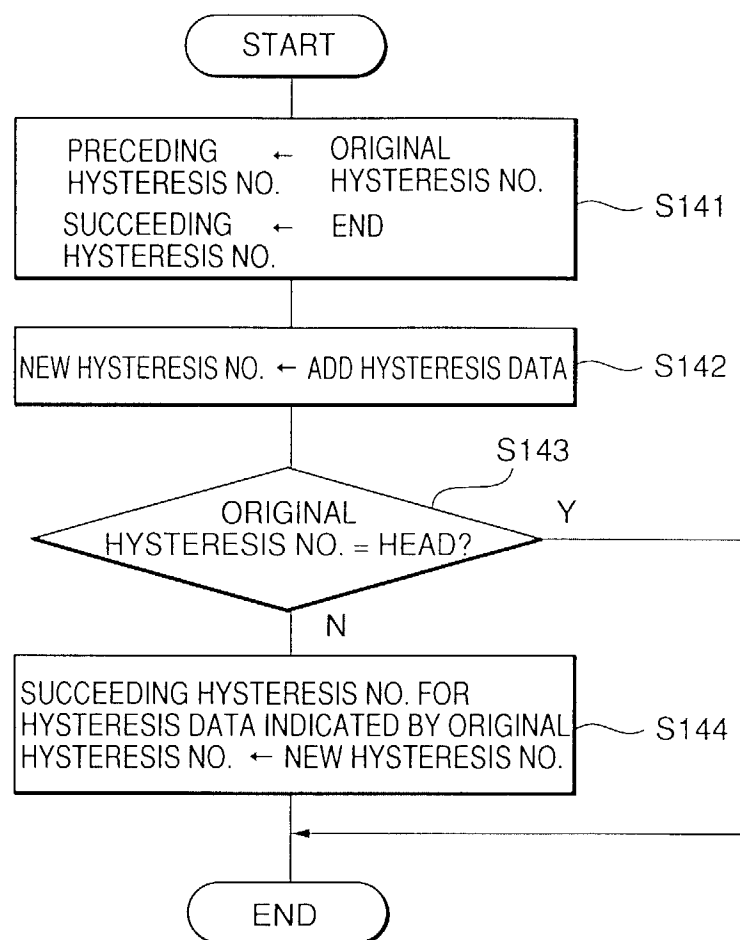 START
PRECEDING ← ORIGINAL
HYSTERESIS NO. HYSTERESIS NO.
SUCCEEDING ← END
HYSTERESIS NO.
S141
NEW HYSTERESIS NO. ← ADD HYSTERESIS DATA
S142
S143
ORIGINAL
HYSTERESIS NO. = HEAD?
Y
N
SUCCEEDING HYSTERESIS NO. FOR
HYSTERESIS DATA INDICATED BY ORIGINAL
HYSTERESIS NO. ← NEW HYSTERESIS NO.
S144
END